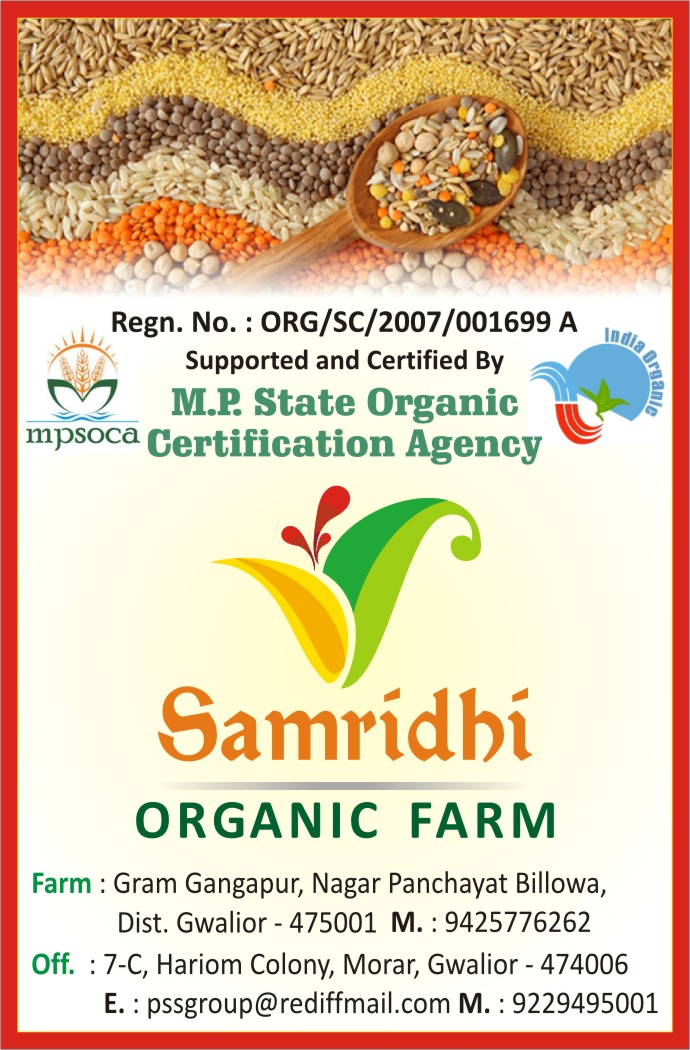 Regn. No. : ORG/SC/2007/001699 A
Supported and Certified By
M.P. State Organic
Certification Agency
mpsoca
India Organic
Samridhi
ORGANIC FARM
Farm : Gram Gangapur, Nagar Panchayat Billowa,
Dist. Gwalior - 475001 M. : 9425776262
Off. : 7-C, Hariom Colony, Morar, Gwalior - 474006
E. : pssgroup@rediffmail.com M. : 9229495001